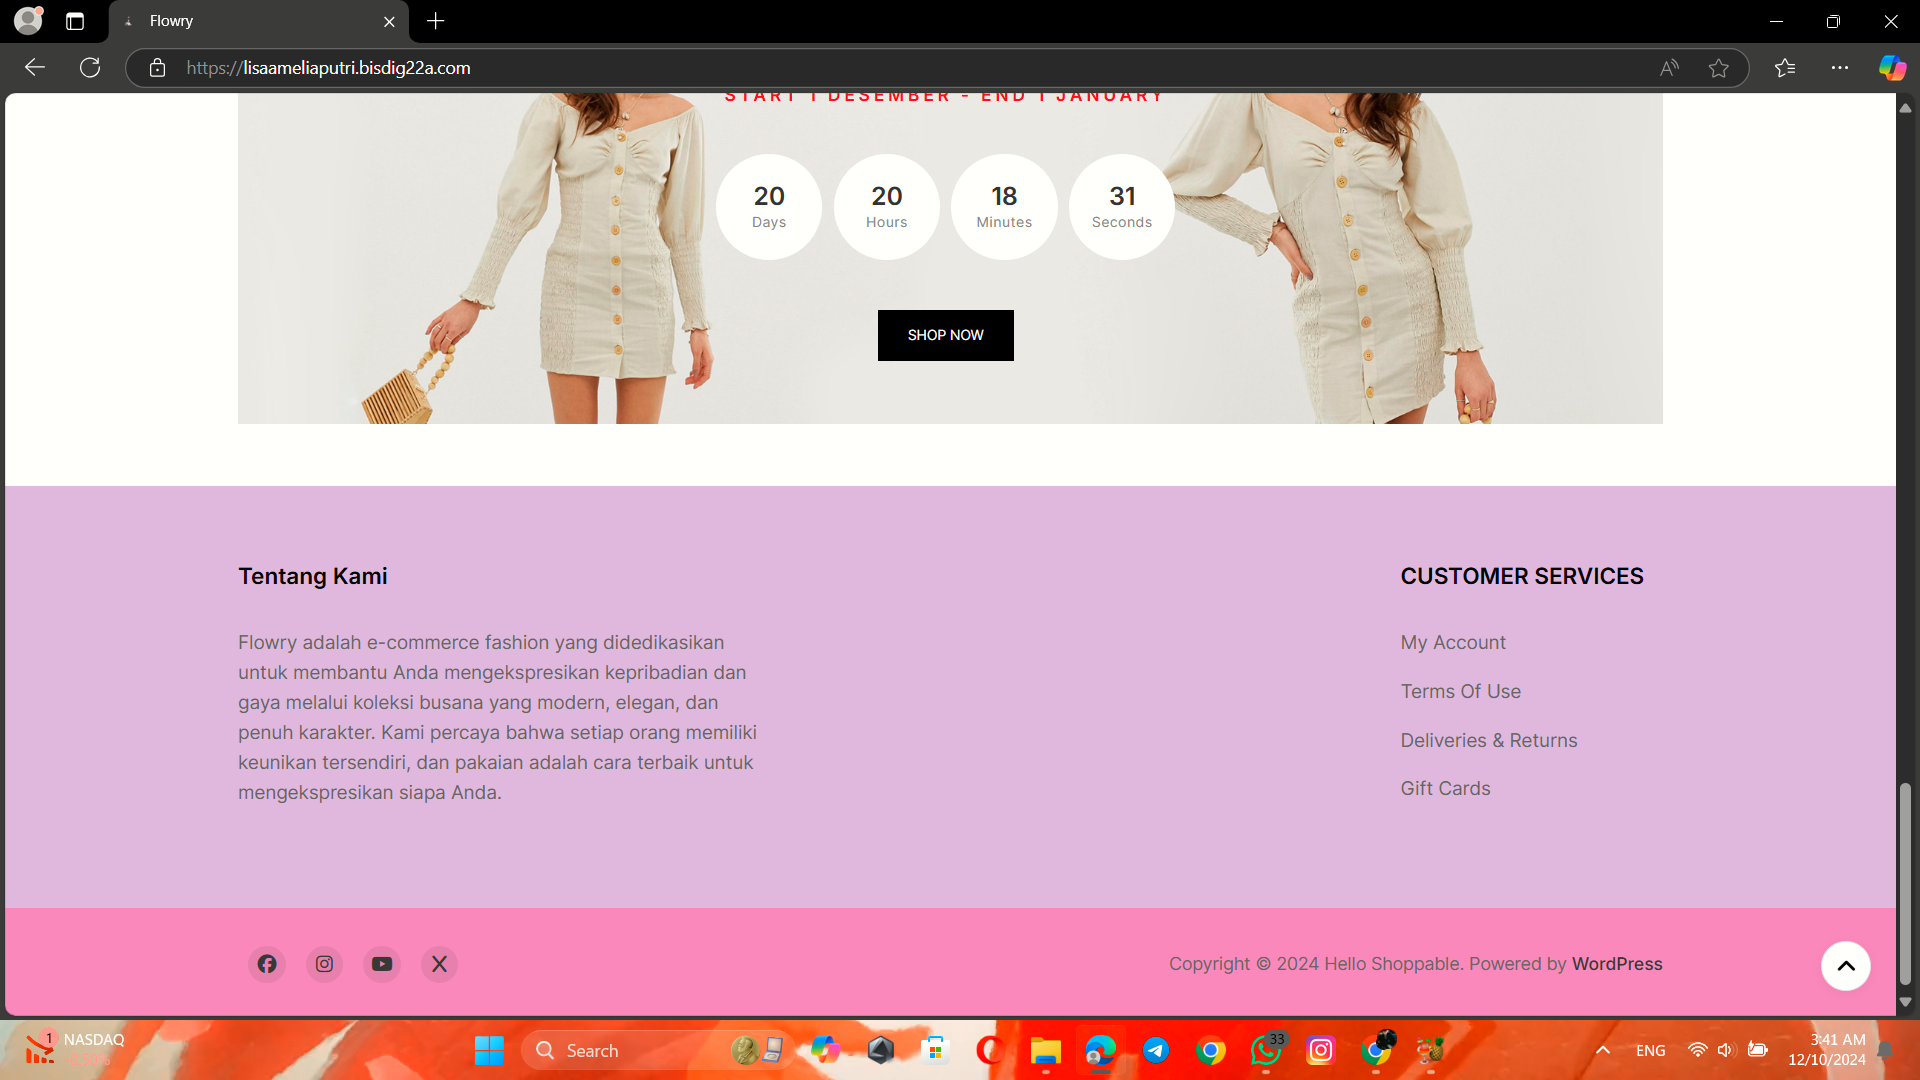 Flowry
https://lisaameliaputri.bisdig22a.com
START 1 DESEMBER - END 1 JANUARY
20 20 18 31
Days Hours Minutes Seconds
SHOP NOW
Tentang Kami
Flowry adalah e-commerce fashion yang didedikasikan
untuk membantu Anda mengekspresikan kepribadian dan
gaya melalui koleksi busana yang modern, elegan, dan
penuh karakter. Kami percaya bahwa setiap orang memiliki
keunikan tersendiri, dan pakaian adalah cara terbaik untuk
mengekspresikan siapa Anda.
CUSTOMER SERVICES
My Account
Terms Of Use
Deliveries & Returns
Gift Cards
Copyright © 2024 Hello Shoppable. Powered by WordPress
1
NASDAQ
Search
33
ENG
3:41 AM
12/10/2024